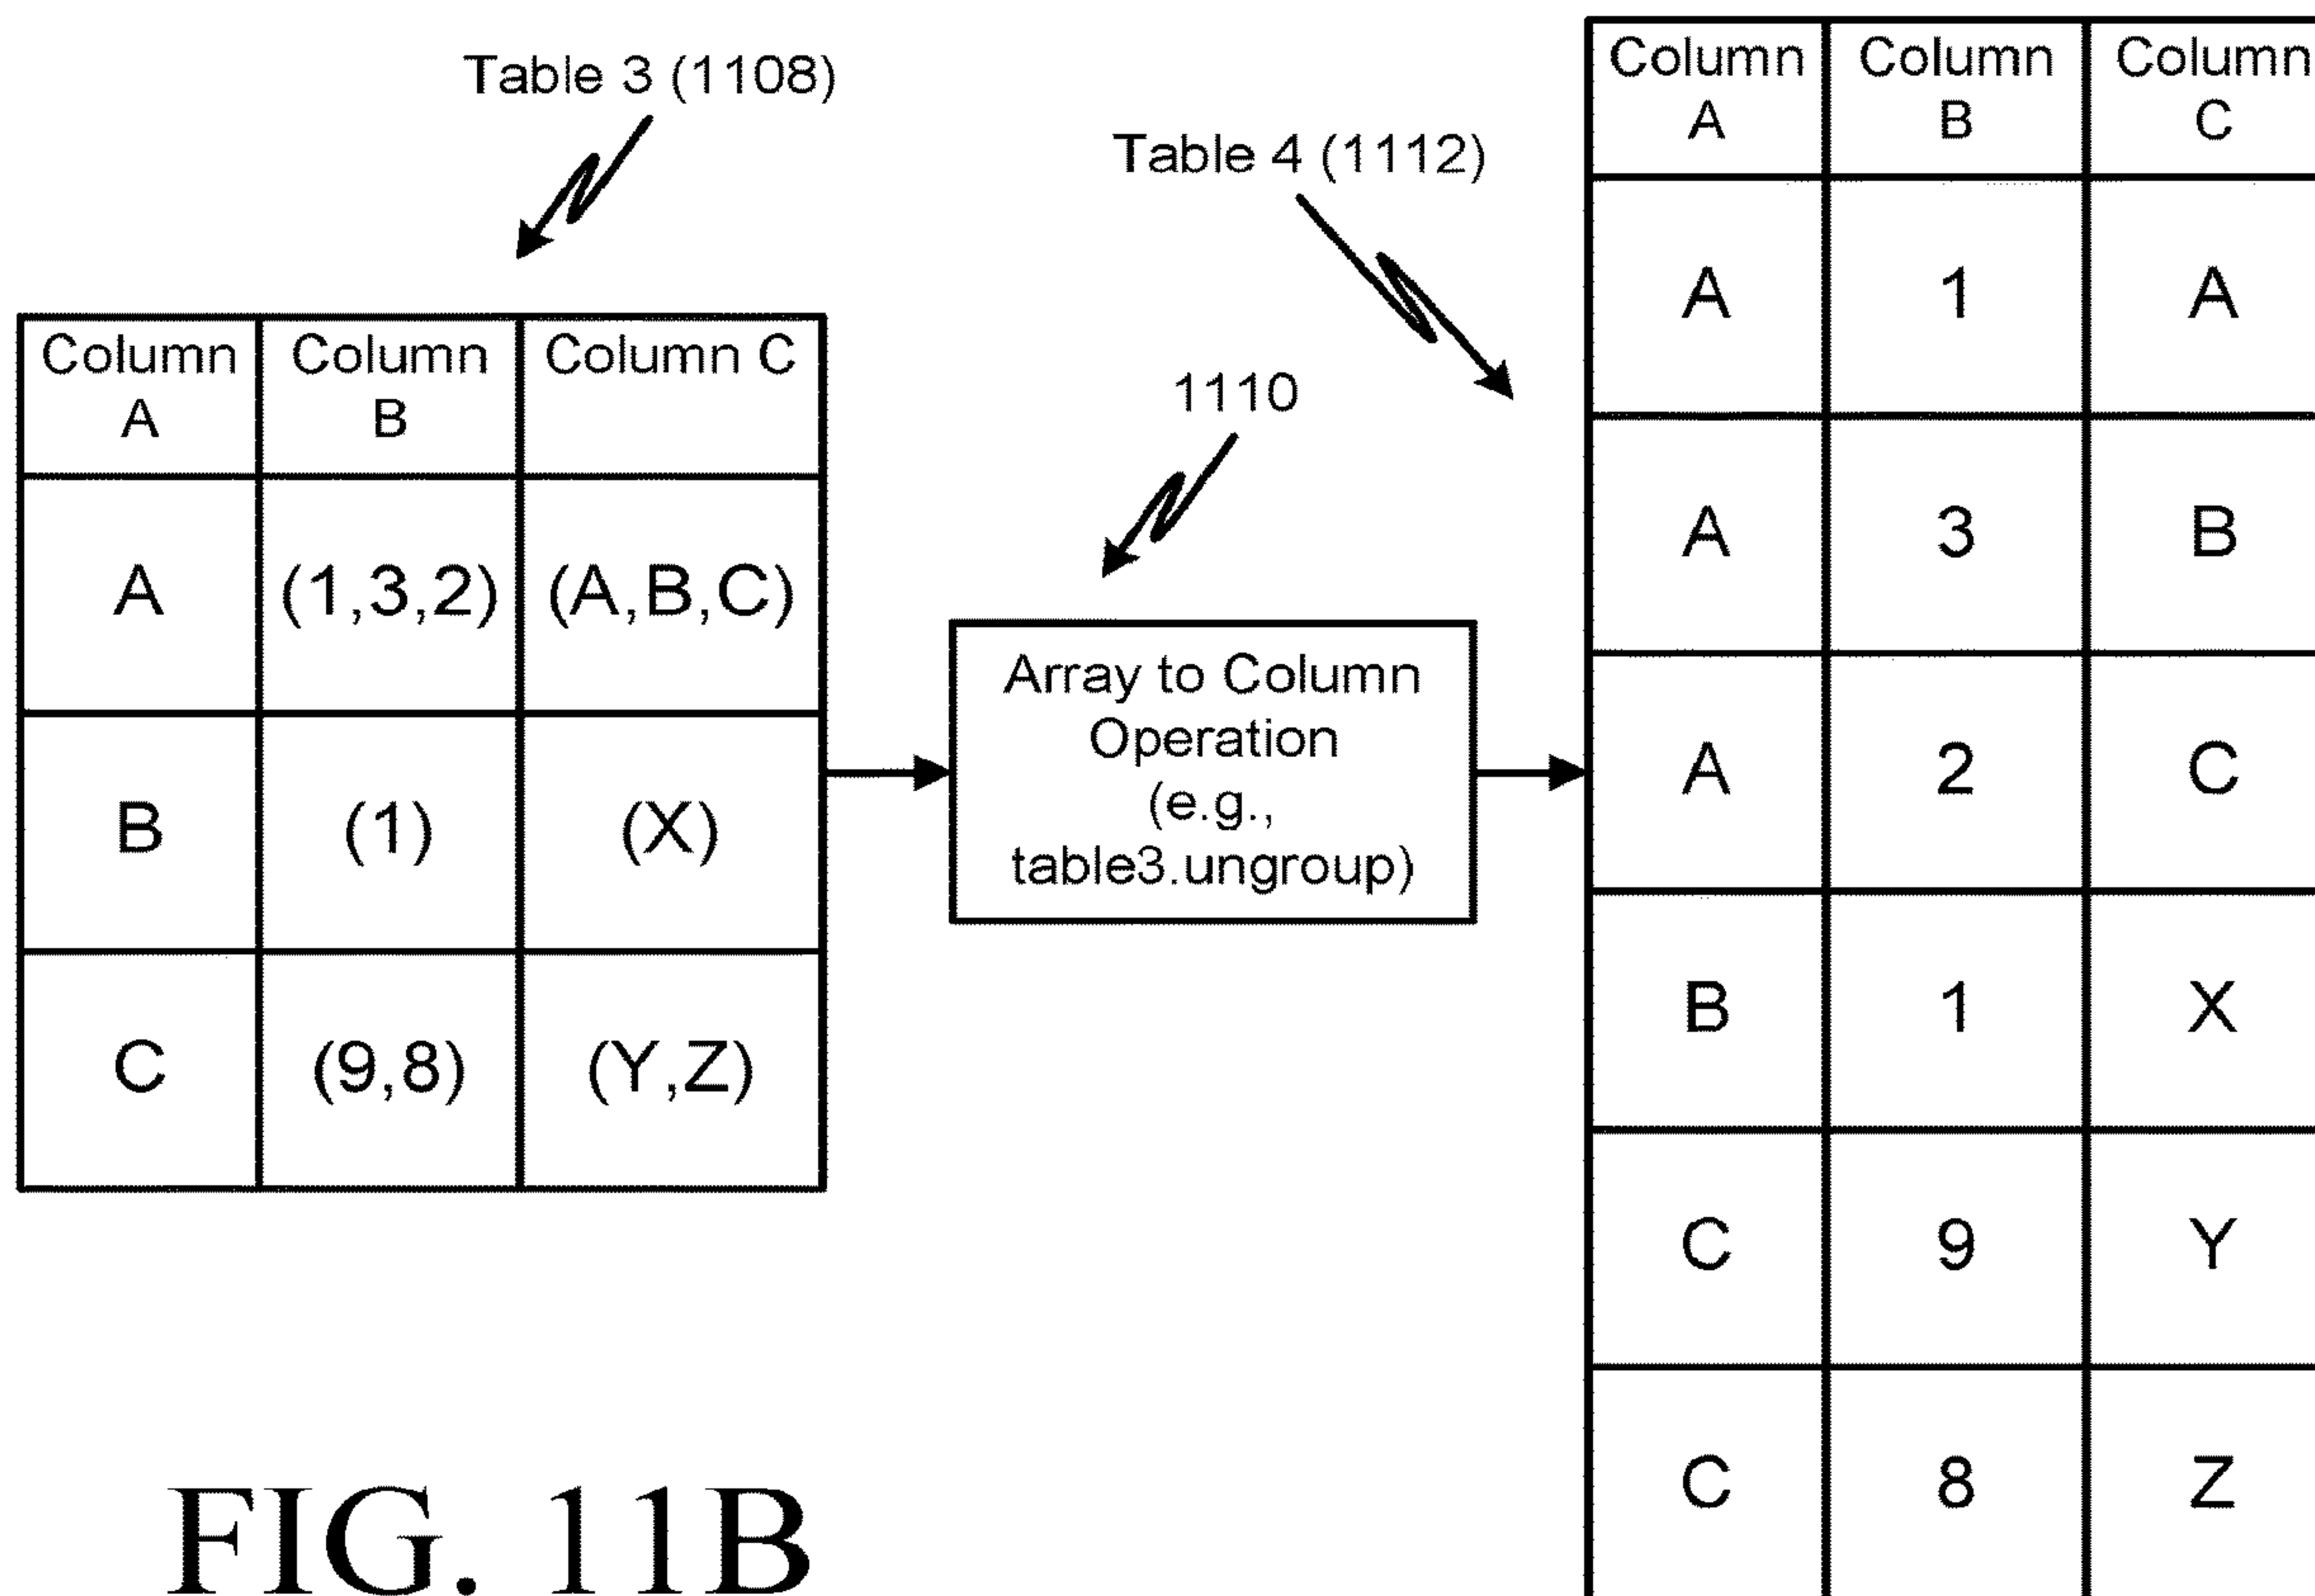 Table 3 (1108)
Column A Column B Column C
A (1,3,2) (A,B,C)
B (1) (X)
C (9,8) (Y,Z)
1110
Array to Column
Operation
(e.g.,
table3.ungroup)
Table 4 (1112)
Column A Column B Column C
A 1 A
A 3 B
A 2 C
B 1 X
C 9 Y
C 8 Z
FIG. 11B